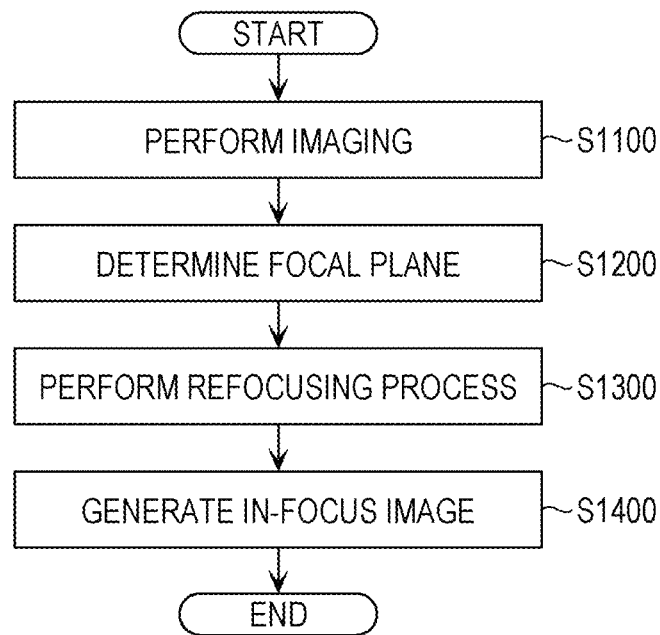 START
PERFORM IMAGING
S1100
DETERMINE FOCAL PLANE
S1200
PERFORM REFOCUSING PROCESS
S1300
GENERATE IN-FOCUS IMAGE
S1400
END